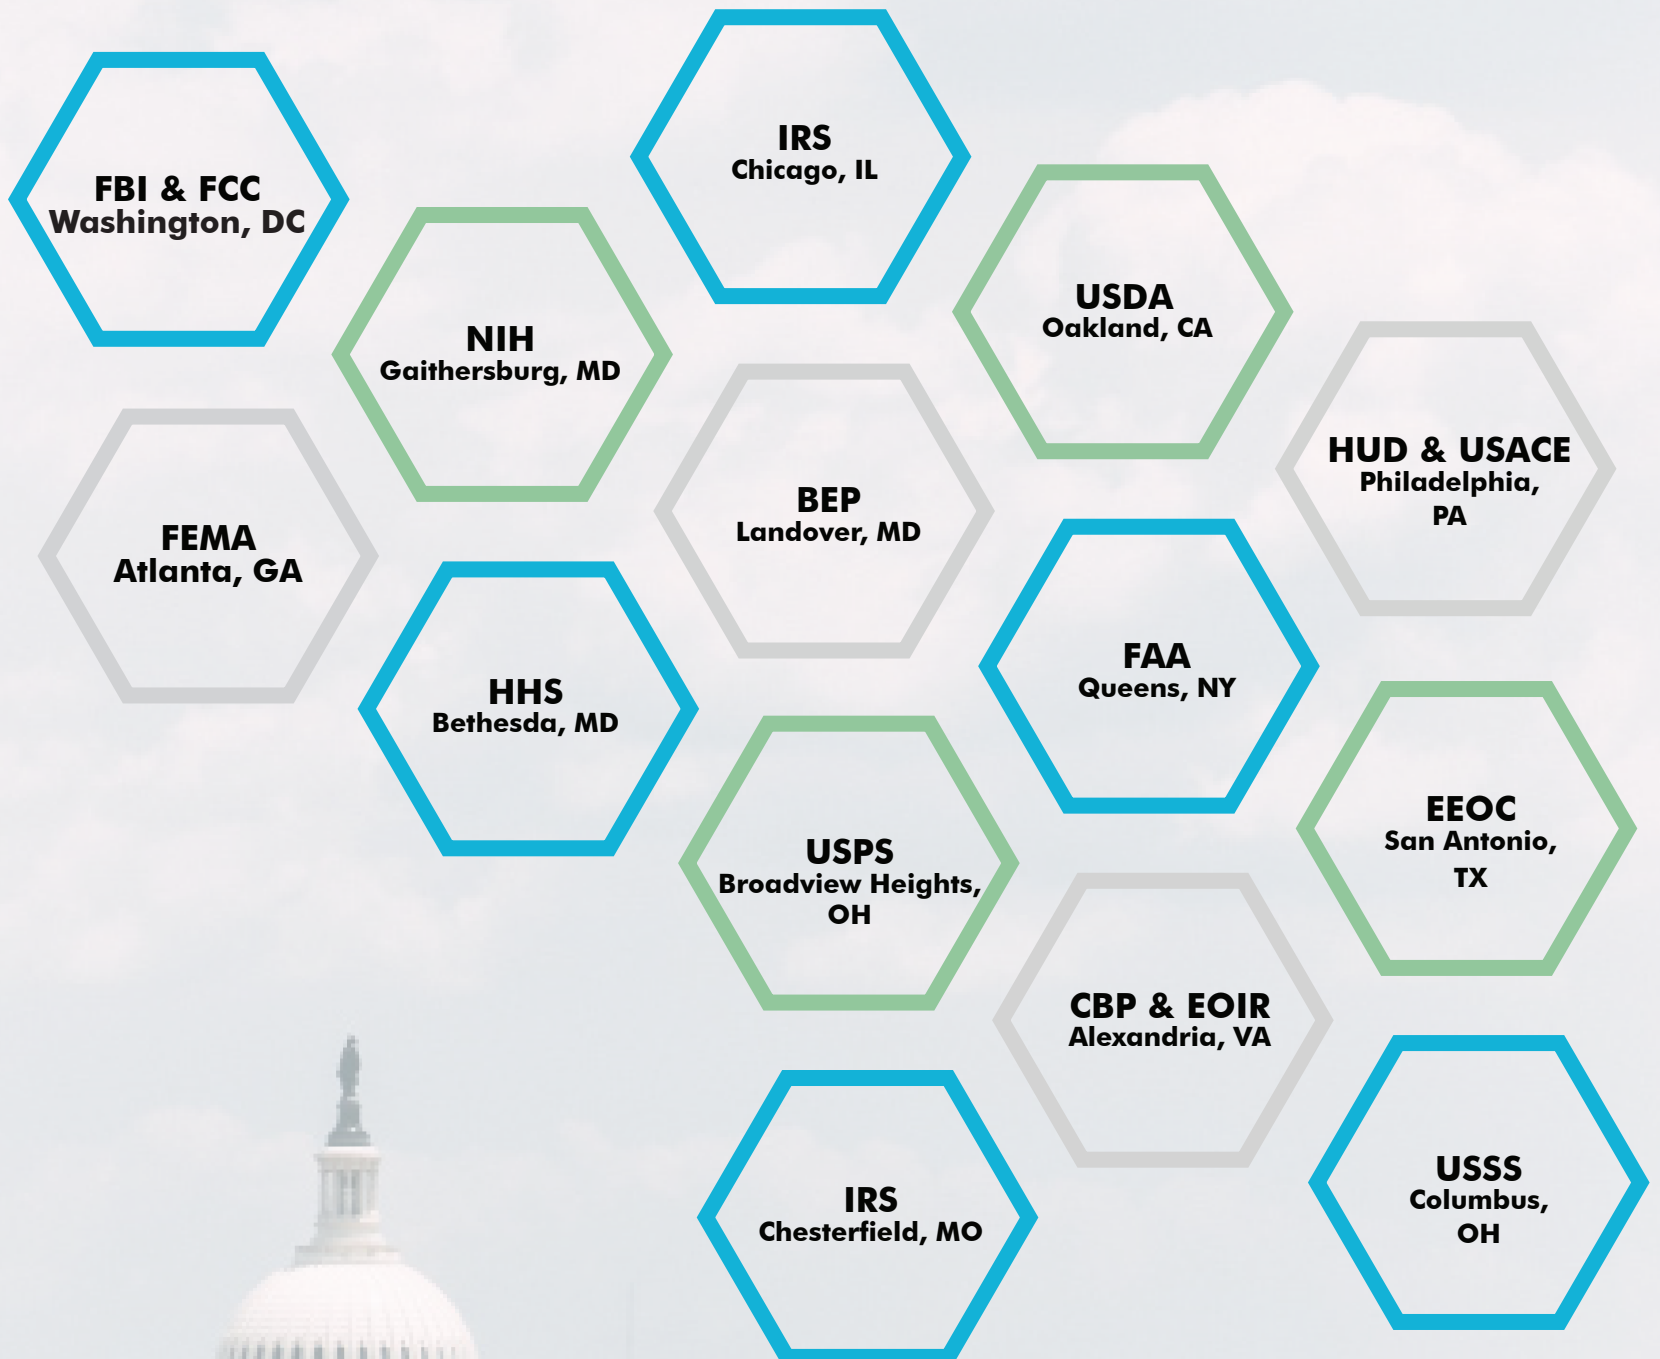 FBI & FCC
Washington, DC
IRS
Chicago, IL
NIH
Gaithersburg, MD
USDA
Oakland, CA
HUD & USACE
Philadelphia,
PA
FEMA
Atlanta, GA
BEP
Landover, MD
HHS
Bethesda, MD
FAA
Queens, NY
USPS
Broadview Heights,
OH
EEOC
San Antonio,
TX
CBP & EOIR
Alexandria, VA
IRS
Chesterfield, MO
USSS
Columbus,
OH